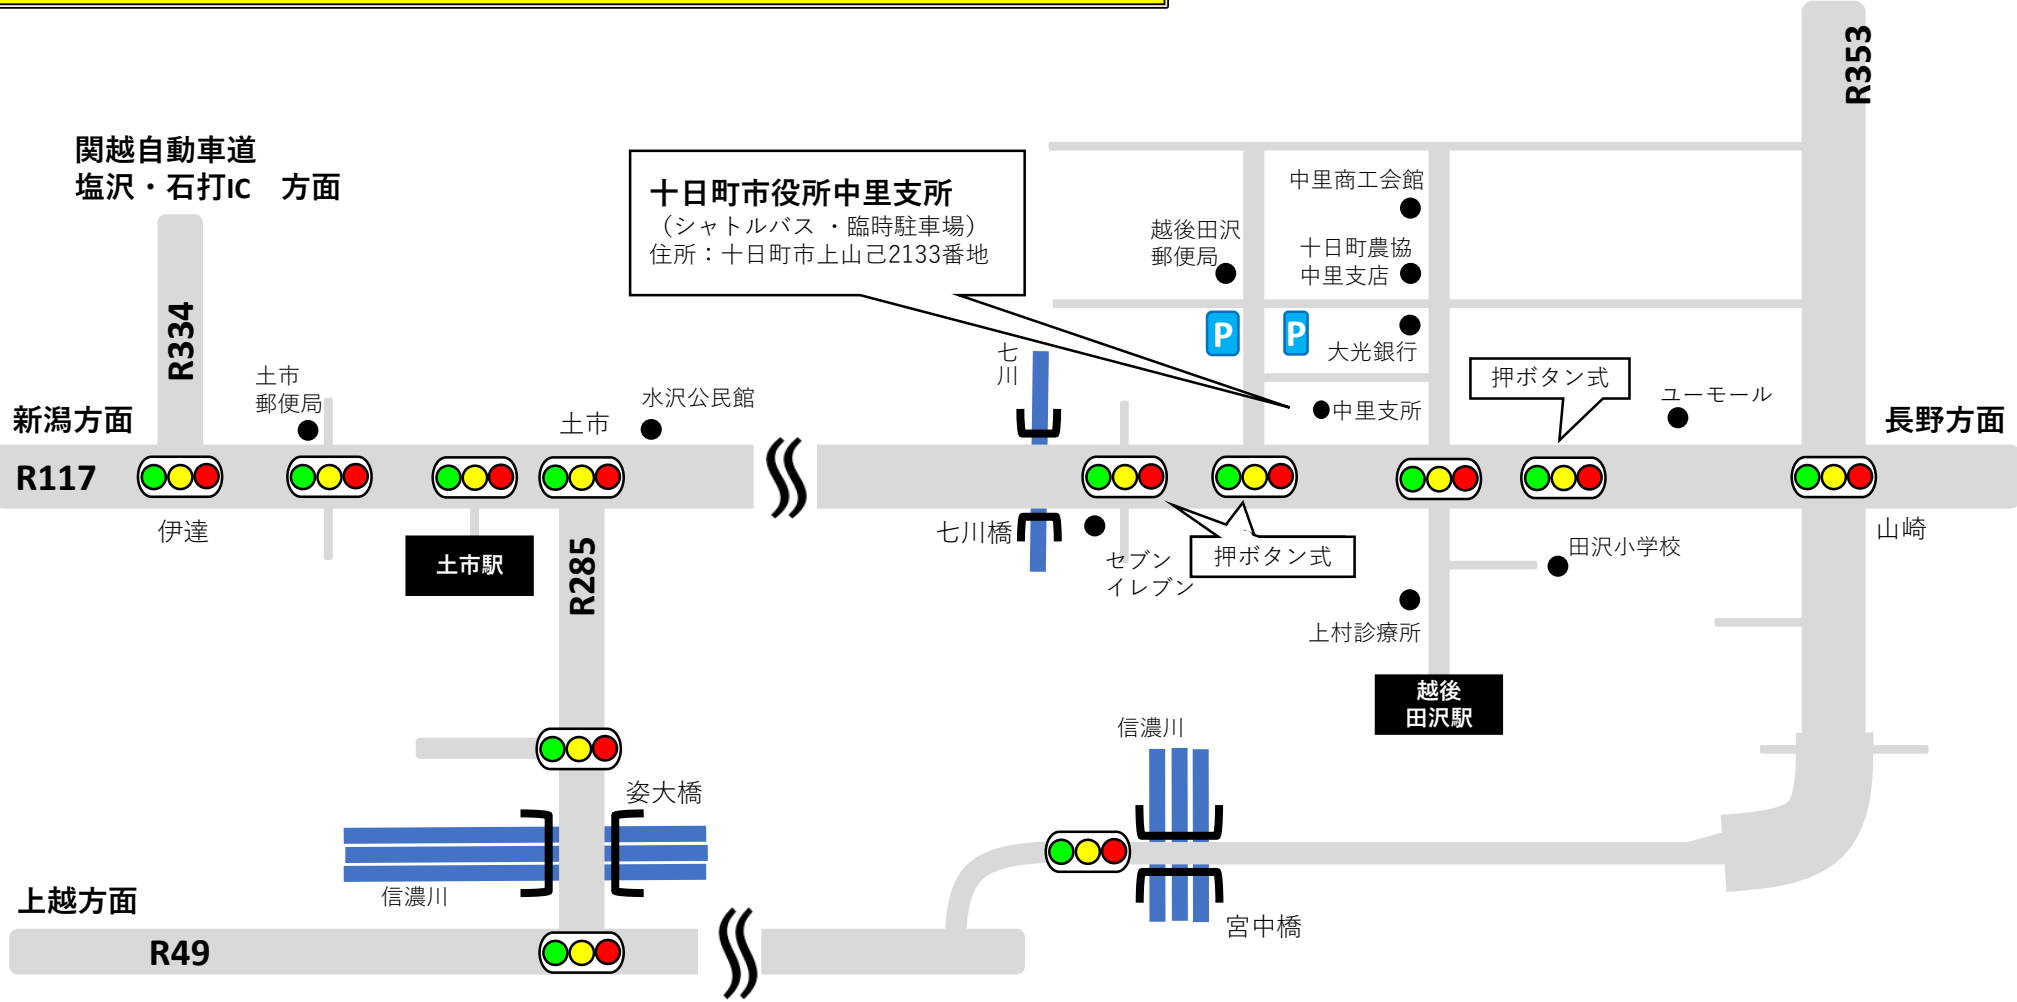 R353
関越自動車道
塩沢・石打IC　方面
十日町市役所中里支所
（シャトルバス ・臨時駐車場）
住所：十日町市上山己2133番地
中里商工会館
越後田沢
郵便局
十日町農協
中里支店
R334
P
P
大光銀行
七
川
押ボタン式
土市
郵便局
水沢公民館
中里支所
ユーモール
新潟方面
土市
長野方面
R117
伊達
七川橋
セブン
イレブン
押ボタン式
田沢小学校
山崎
土市駅
R285
上村診療所
越後
田沢駅
信濃川
姿大橋
信濃川
宮中橋
上越方面
R49